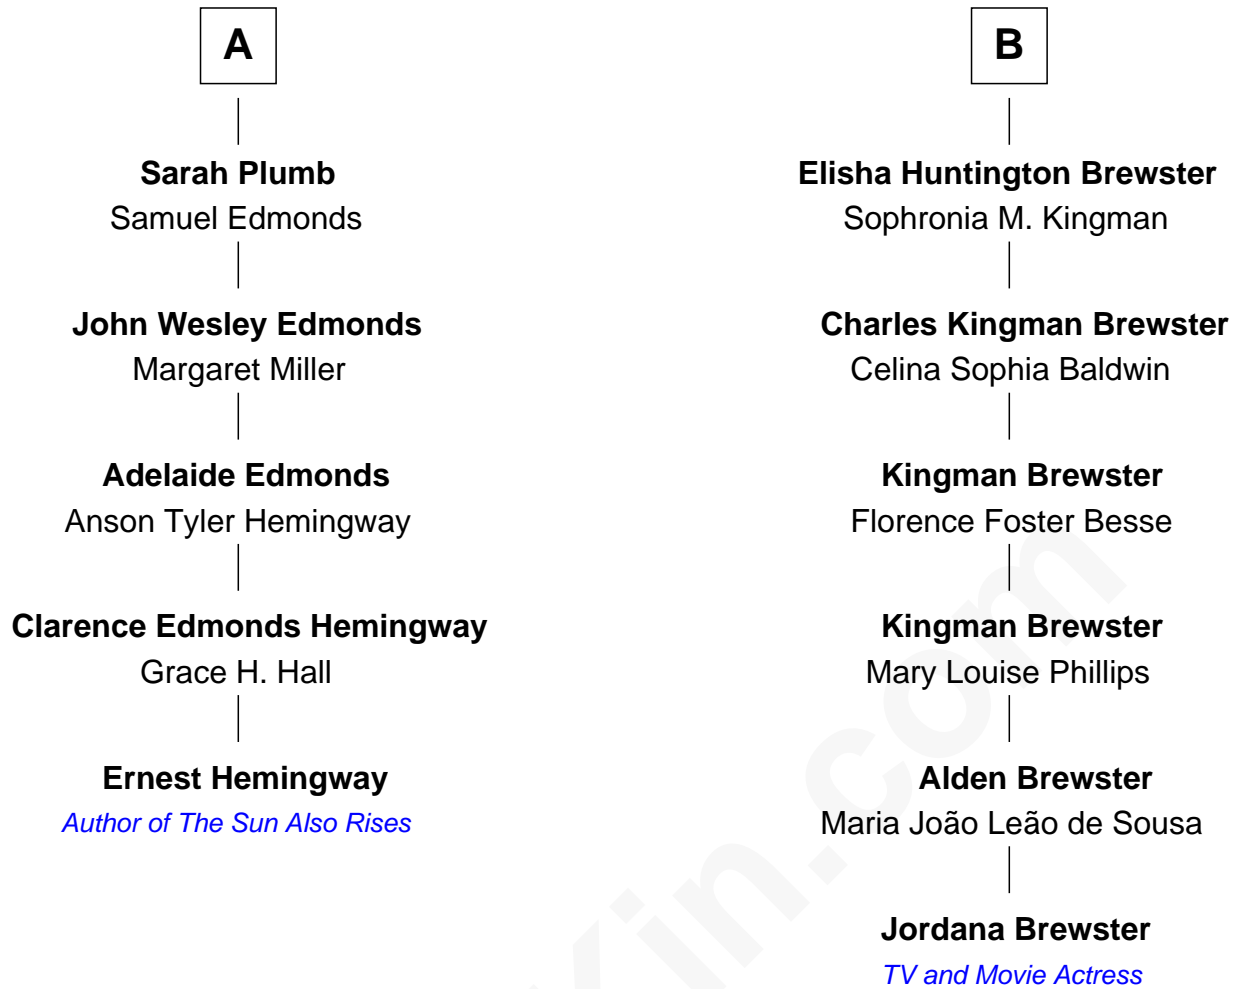 A
Sarah Plumb
Samuel Edmonds
John Wesley Edmonds
Margaret Miller
Adelaide Edmonds
Anson Tyler Hemingway
Clarence Edmonds Hemingway
Grace H. Hall
Ernest Hemingway
Author of The Sun Also Rises
B
Elisha Huntington Brewster
Sophronia M. Kingman
Charles Kingman Brewster
Celina Sophia Baldwin
Kingman Brewster
Florence Foster Besse
Kingman Brewster
Mary Louise Phillips
Alden Brewster
Maria João Leão de Sousa
Jordana Brewster
TV and Movie Actress
Kin.com